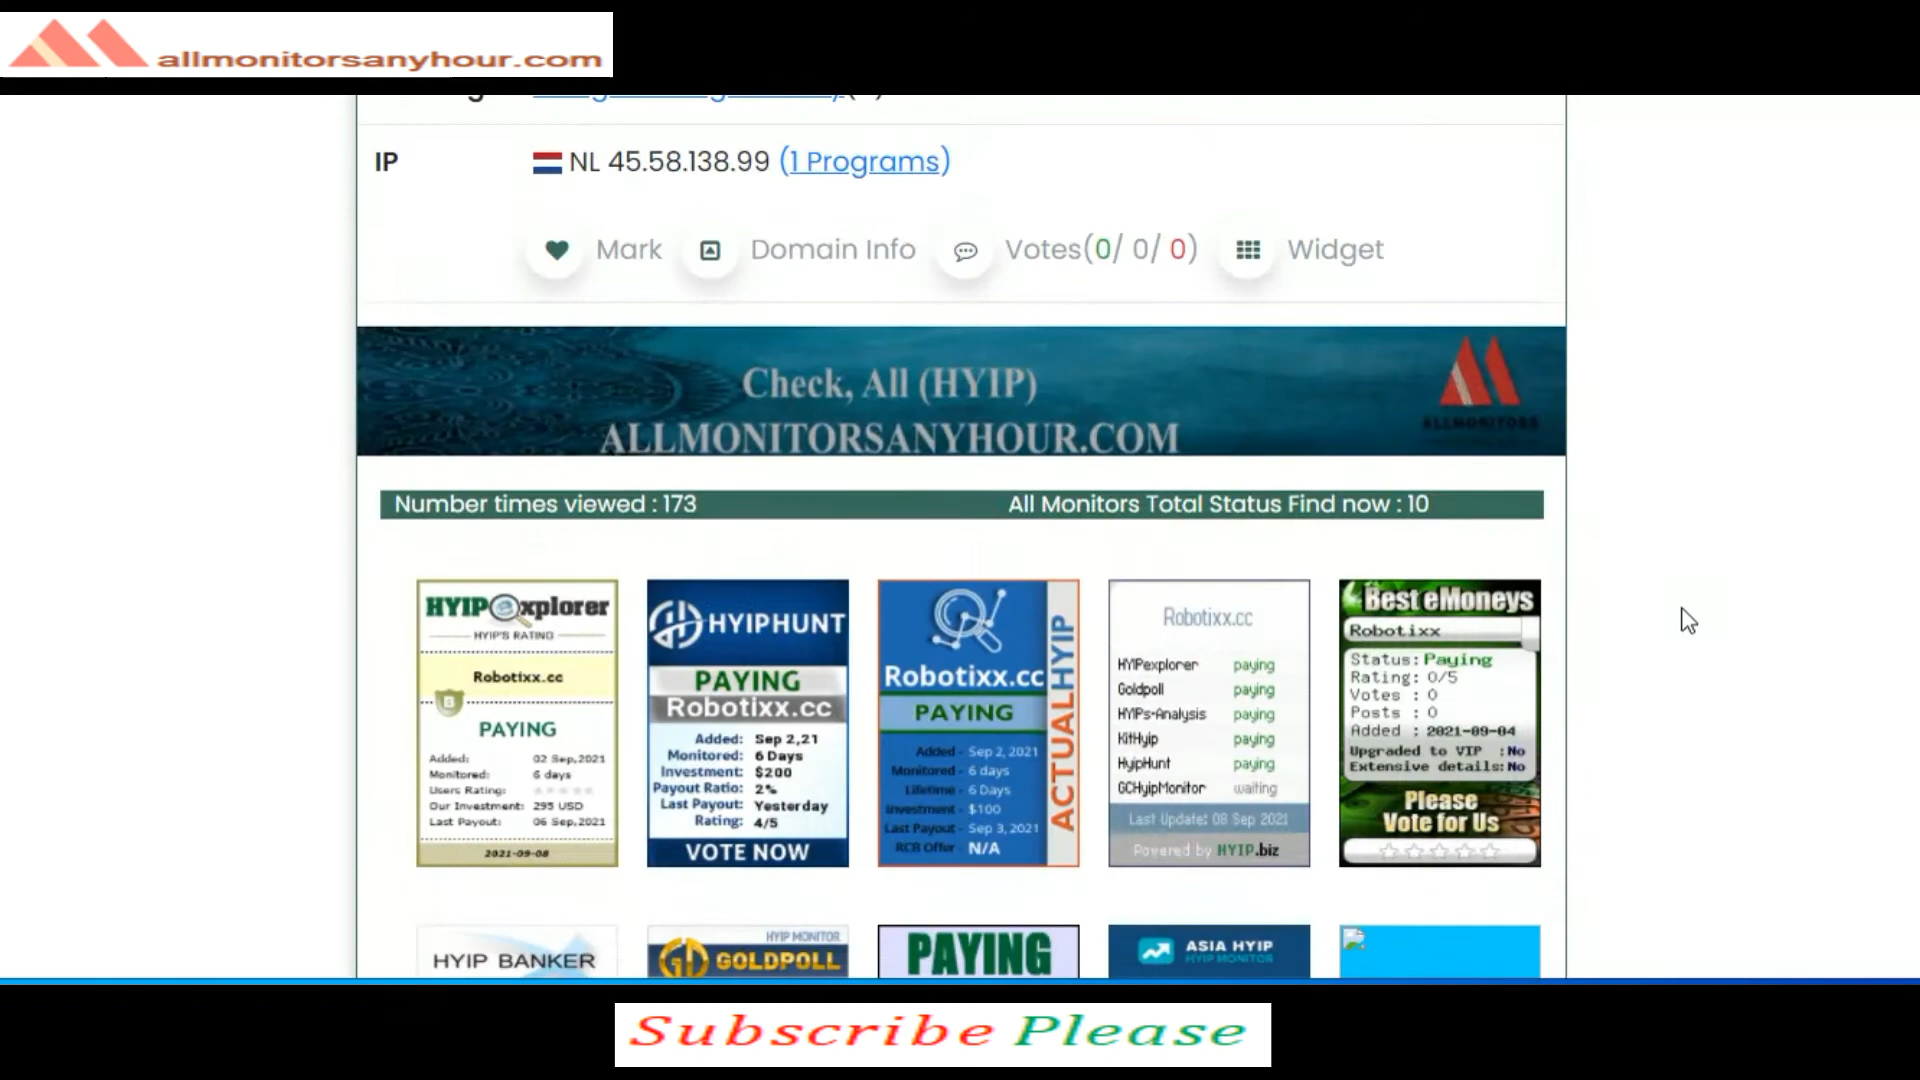 allmonitorsanyhour.com
IP NL 45.58.138.99 (1 Programs)
Mark Domain Info Votes(0/ 0/ 0) Widget
Check, All (HYIP)
ALLMONITORSANYHOUR.COM
ALLMONITORS
Number times viewed : 173 All Monitors Total Status Find now : 10
HYIPexplorer
HYIP'S RATING
Robotixx.cc
PAYING
Added: 02 Sep,2021
Monitored: 6 days
Users Rating:
Our Investment: 295 USD
Last Payout: 06 Sep,2021
2021-09-08
HYIPHUNT
PAYING
Robotixx.cc
Added: Sep 2,21
Monitored: 6 Days
Investment: $200
Payout Ratio: 2%
Last Payout: Yesterday
Rating: 4/5
VOTE NOW
Robotixx.cc
PAYING
Added - Sep 2, 2021
Monitored - 6 days
Lifetime - 6 Days
Investment - $100
Last Payout - Sep 3, 2021
RCB Offer - N/A
ACTUALHYIP
Robotixx.cc
HYIPexplorer paying
Goldpoll paying
HYIPs-Analysis paying
KitHyip paying
HyipHunt paying
GCHyipMonitor waiting
Last Update: 08 Sep 2021
Powered by HYIP.biz
Best eMoneys
Robotixx
Status: Paying
Rating: 0/5
Votes : 0
Posts : 0
Added : 2021-09-04
Upgraded to VIP :No
Extensive details:No
Please
Vote for Us
HYIP BANKER
HYIP MONITOR
GOLDPOLL
PAYING
ASIA HYIP
HYIP MONITOR
Subscribe Please